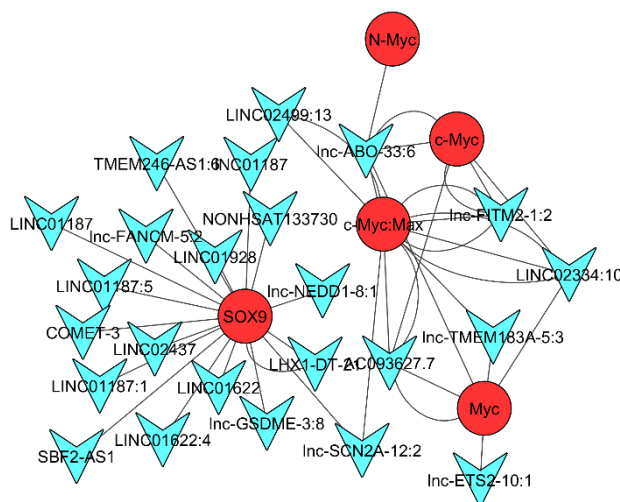 N-Myc
LINC02499:13
c-Myc
lnc-ABO-33:6
TMEM246-AS1:6
LINC01187
LINC01187
NONHSAT133730
c-Myc:Max
lnc-FITM2-1:2
lnc-FANCM-5:2
LINC01928
LINC02334:10
LINC01187:5
lnc-NEDD1-8:1
SOX9
COMET-3
LINC02437
lnc-TMEM183A-5:3
LHX1-DT-21
AC093627.7
LINC01187:1
LINC01622
Myc
lnc-GSDME-3:8
LINC01622:4
SBF2-AS1
lnc-SCN2A-12:2
lnc-ETS2-10:1